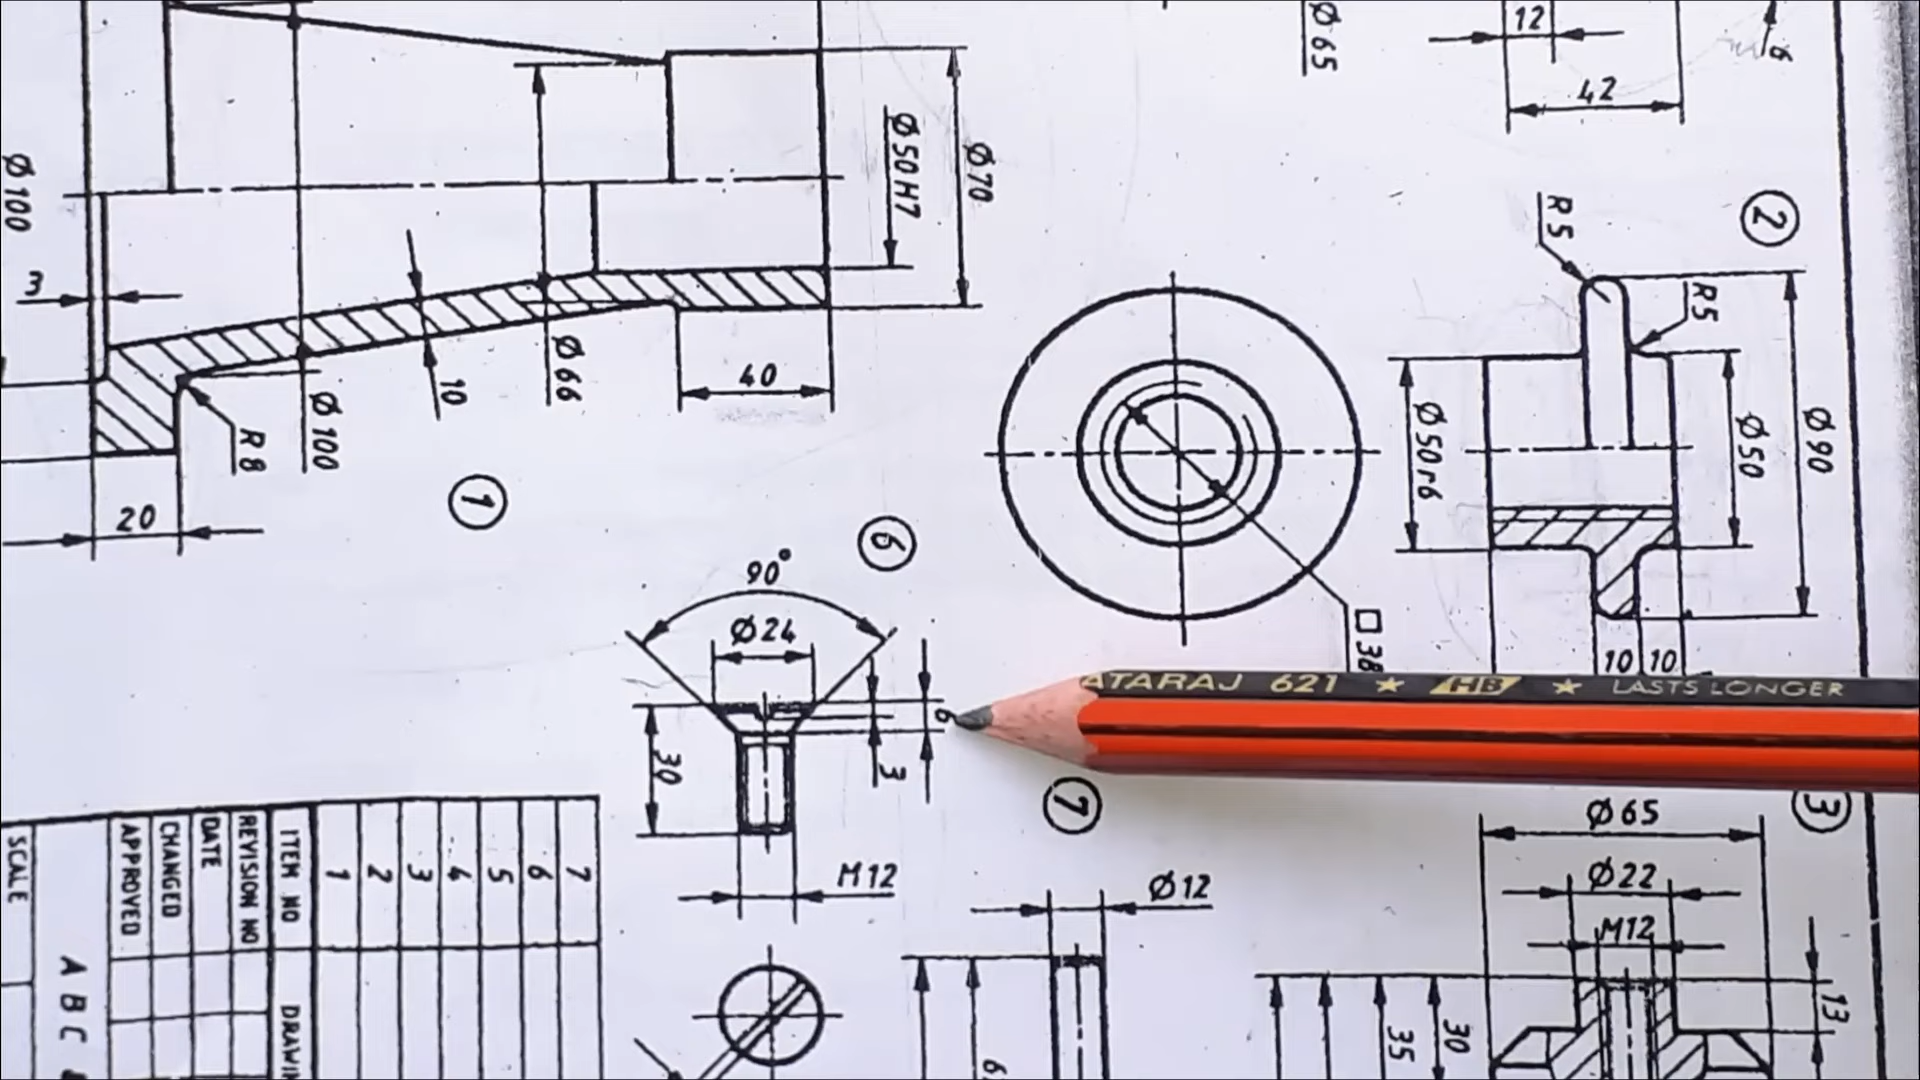 Ø65
12
42
6
Ø100
3
Ø50H7
Ø70
R5
2
R5
10
Ø66
40
Ø100
R8
Ø50r6
Ø50
Ø90
20
1
6
90°
Ø24
□38
10 10
ATARAJ 621 ★ HB ★ LASTS LONGER
6
30
3
7
3
Ø65
M12
Ø12
Ø22
M12
13
30
35
7
6
5
4
3
2
1
ITEM NO
REVISION NO
DATE
CHANGED
APPROVED
SCALE
A B C